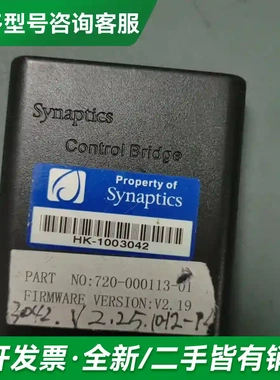 型号咨询客服
Synaptics
Control Bridge
Property of
Synaptics
HK-1003042
PART NO:720-000113-01
FIRMWARE VERSION:V2.19
3042.
开发票·全新/二手皆有销